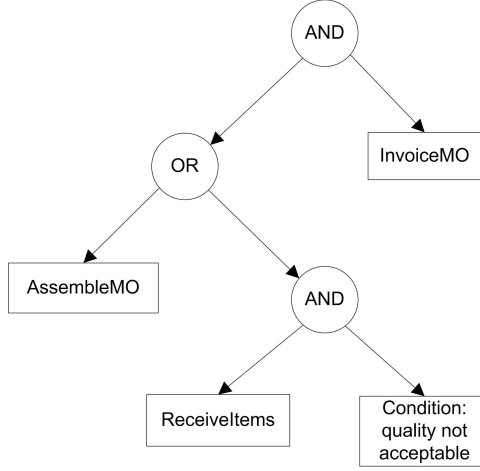 AND
InvoiceMO
OR
AssembleMO
AND
ReceiveItems
Condition:
quality not
acceptable